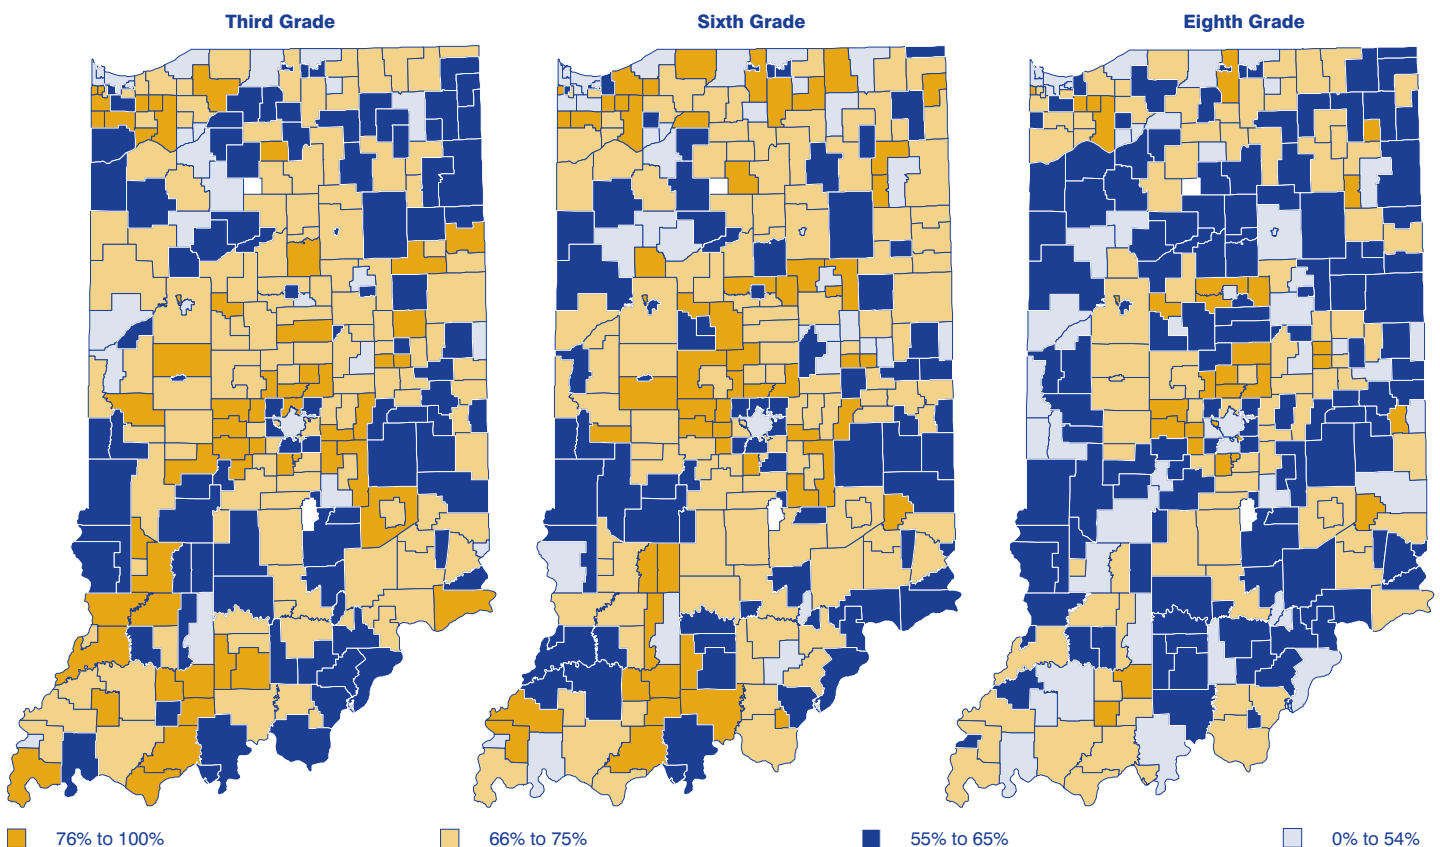 Third Grade
Sixth Grade
Eighth Grade
76% to 100%
66% to 75%
55% to 65%
0% to 54%